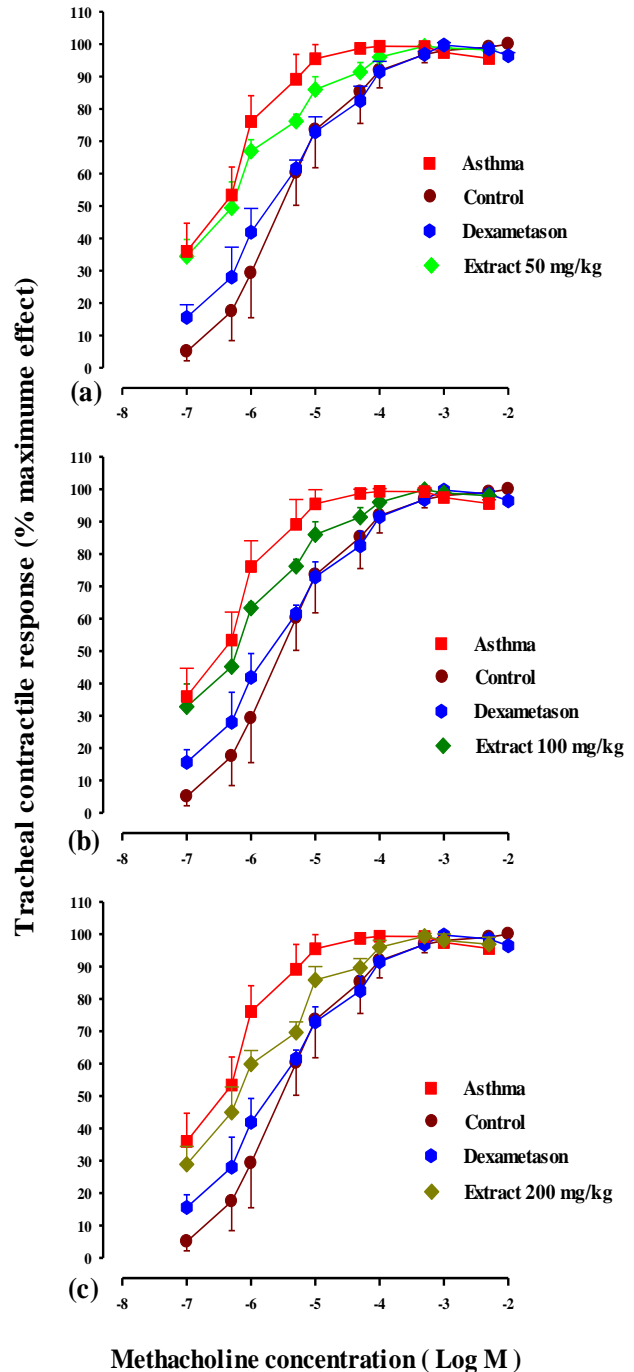 Tracheal contractile response (% maximume effect)
110
100
90
80
70
60
50
40
30
20
10
0
Asthma
Control
Dexametason
Extract 50 mg/kg
(a)
-8 -7 -6 -5 -4 -3 -2
110
100
90
80
70
60
50
40
30
20
10
0
Asthma
Control
Dexametason
Extract 100 mg/kg
(b)
-8 -7 -6 -5 -4 -3 -2
110
100
90
80
70
60
50
40
30
20
10
0
Asthma
Control
Dexametason
Extract 200 mg/kg
(c)
-8 -7 -6 -5 -4 -3 -2
Methacholine concentration ( Log M )